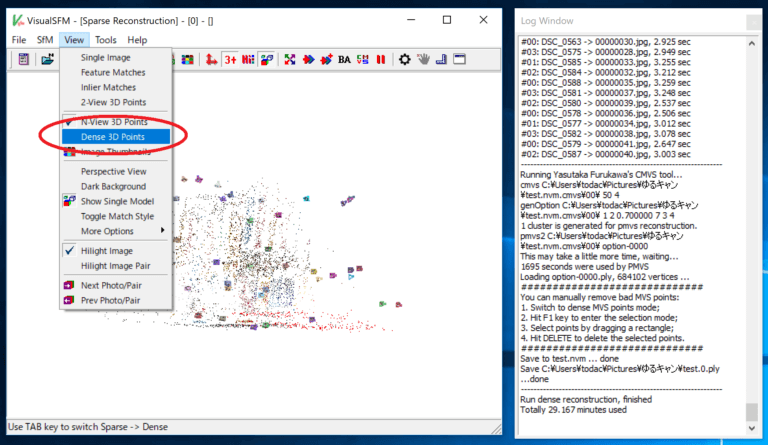 VisualSFM - [Sparse Reconstruction] - [0] - []
File SfM View Tools Help
3+ BA
Single Image
Feature Matches
Inlier Matches
2-View 3D Points
N-View 3D Points
Dense 3D Points
Image Thumbnails
Perspective View
Dark Background
Show Single Model
Toggle Match Style
More Options
Hilight Image
Hilight Image Pair
Next Photo/Pair
Prev Photo/Pair
Use TAB key to switch Sparse -> Dense
Log Window
#00: DSC_0563 -> 00000030.jpg, 2.925 sec
#03: DSC_0575 -> 00000028.jpg, 2.949 sec
#01: DSC_0585 -> 00000033.jpg, 3.255 sec
#02: DSC_0584 -> 00000032.jpg, 3.212 sec
#00: DSC_0588 -> 00000035.jpg, 3.259 sec
#03: DSC_0581 -> 00000037.jpg, 3.248 sec
#02: DSC_0580 -> 00000039.jpg, 2.537 sec
#00: DSC_0578 -> 00000036.jpg, 2.506 sec
#01: DSC_0577 -> 00000034.jpg, 3.012 sec
#03: DSC_0582 -> 00000038.jpg, 3.078 sec
#00: DSC_0579 -> 00000041.jpg, 2.647 sec
#02: DSC_0587 -> 00000040.jpg, 3.003 sec
----------------------------------------------------------------
Running Yasutaka Furukawa's CMVS tool...
cmvs C:¥Users¥todac¥Pictures¥ゆるキャン
¥test.nvm.cmvs¥00¥ 50 4
genOption C:¥Users¥todac¥Pictures¥ゆるキャン
¥test.nvm.cmvs¥00¥ 1 2 0.700000 7 3 4
1 cluster is generated for pmvs reconstruction.
pmvs2 C:¥Users¥todac¥Pictures¥ゆるキャン
¥test.nvm.cmvs¥00¥ option-0000
This may take a little more time, waiting...
1695 seconds were used by PMVS
Loading option-0000.ply, 684102 vertices ...
##############################
You can manually remove bad MVS points:
1. Switch to dense MVS points mode;
2. Hit F1 key to enter the selection mode;
3. Select points by dragging a rectangle;
4. Hit DELETE to delete the selected points.
##############################
Save to test.nvm ... done
Save C:¥Users¥todac¥Pictures¥ゆるキャン¥test.0.ply
...done
----------------------------------------------------------------
Run dense reconstruction, finished
Totally 29.167 minutes used